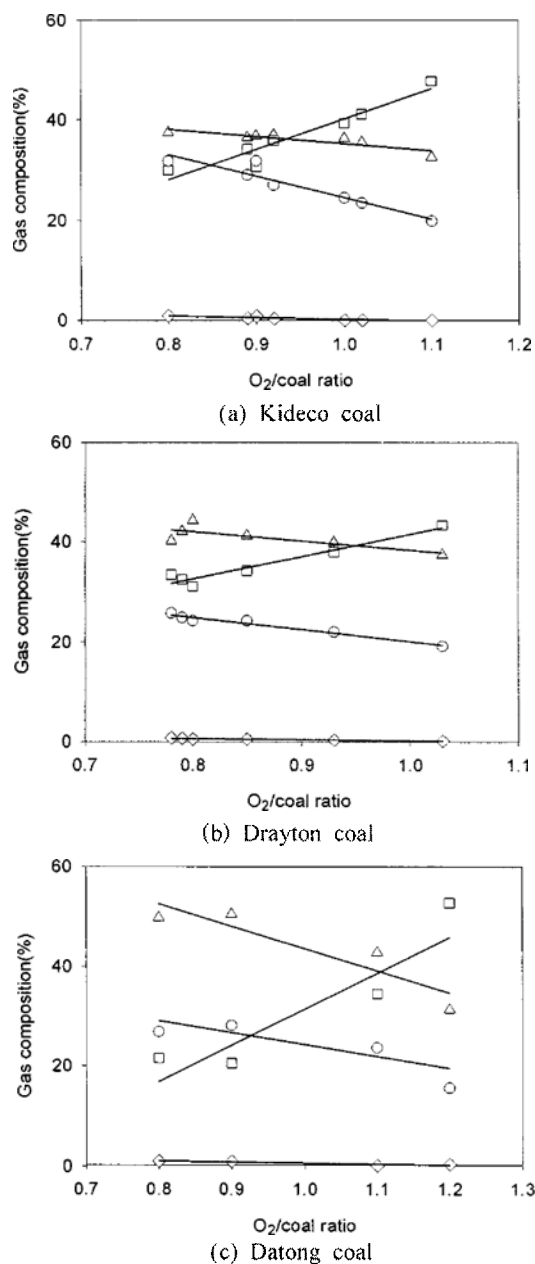 60
40
20
0
Gas composition(%)
0.7 0.8 0.9 1.0 1.1 1.2
O₂/coal ratio
(a) Kideco coal
60
40
20
0
Gas composition(%)
0.7 0.8 0.9 1.0 1.1
O₂/coal ratio
(b) Drayton coal
60
40
20
0
Gas composition(%)
0.7 0.8 0.9 1.0 1.1 1.2 1.3
O₂/coal ratio
(c) Datong coal